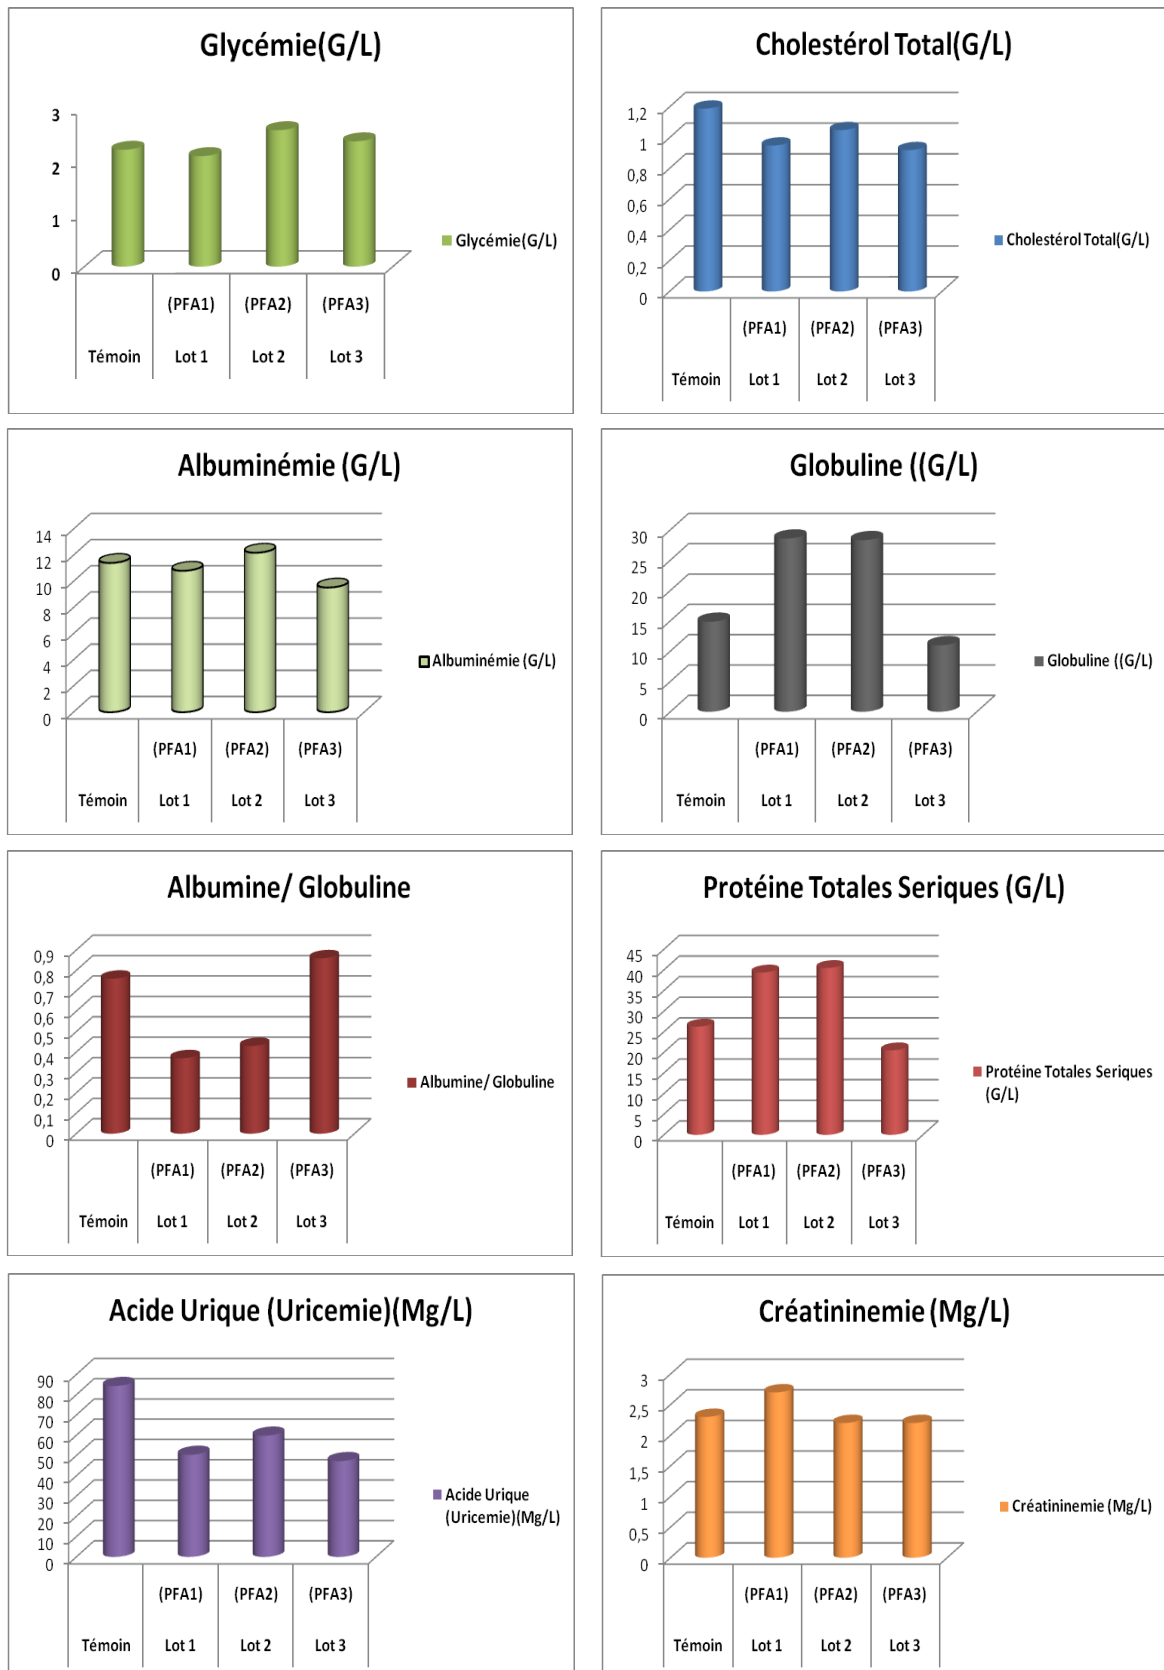 Glycémie(G/L)
3
2
1
0
(PFA1) (PFA2) (PFA3)
Témoin Lot 1 Lot 2 Lot 3
Glycémie(G/L)
Cholestérol Total(G/L)
1,2
1
0,8
0,6
0,4
0,2
0
(PFA1) (PFA2) (PFA3)
Témoin Lot 1 Lot 2 Lot 3
Cholestérol Total(G/L)
Albuminémie (G/L)
14
12
10
8
6
4
2
0
(PFA1) (PFA2) (PFA3)
Témoin Lot 1 Lot 2 Lot 3
Albuminémie (G/L)
Globuline ((G/L)
30
25
20
15
10
5
0
(PFA1) (PFA2) (PFA3)
Témoin Lot 1 Lot 2 Lot 3
Globuline ((G/L)
Albumine/ Globuline
0,9
0,8
0,7
0,6
0,5
0,4
0,3
0,2
0,1
0
(PFA1) (PFA2) (PFA3)
Témoin Lot 1 Lot 2 Lot 3
Albumine/ Globuline
Protéine Totales Seriques (G/L)
45
40
35
30
25
20
15
10
5
0
(PFA1) (PFA2) (PFA3)
Témoin Lot 1 Lot 2 Lot 3
Protéine Totales Seriques
(G/L)
Acide Urique (Uricemie)(Mg/L)
90
80
70
60
50
40
30
20
10
0
(PFA1) (PFA2) (PFA3)
Témoin Lot 1 Lot 2 Lot 3
Acide Urique
(Uricemie)(Mg/L)
Créatininemie (Mg/L)
3
2,5
2
1,5
1
0,5
0
(PFA1) (PFA2) (PFA3)
Témoin Lot 1 Lot 2 Lot 3
Créatininemie (Mg/L)